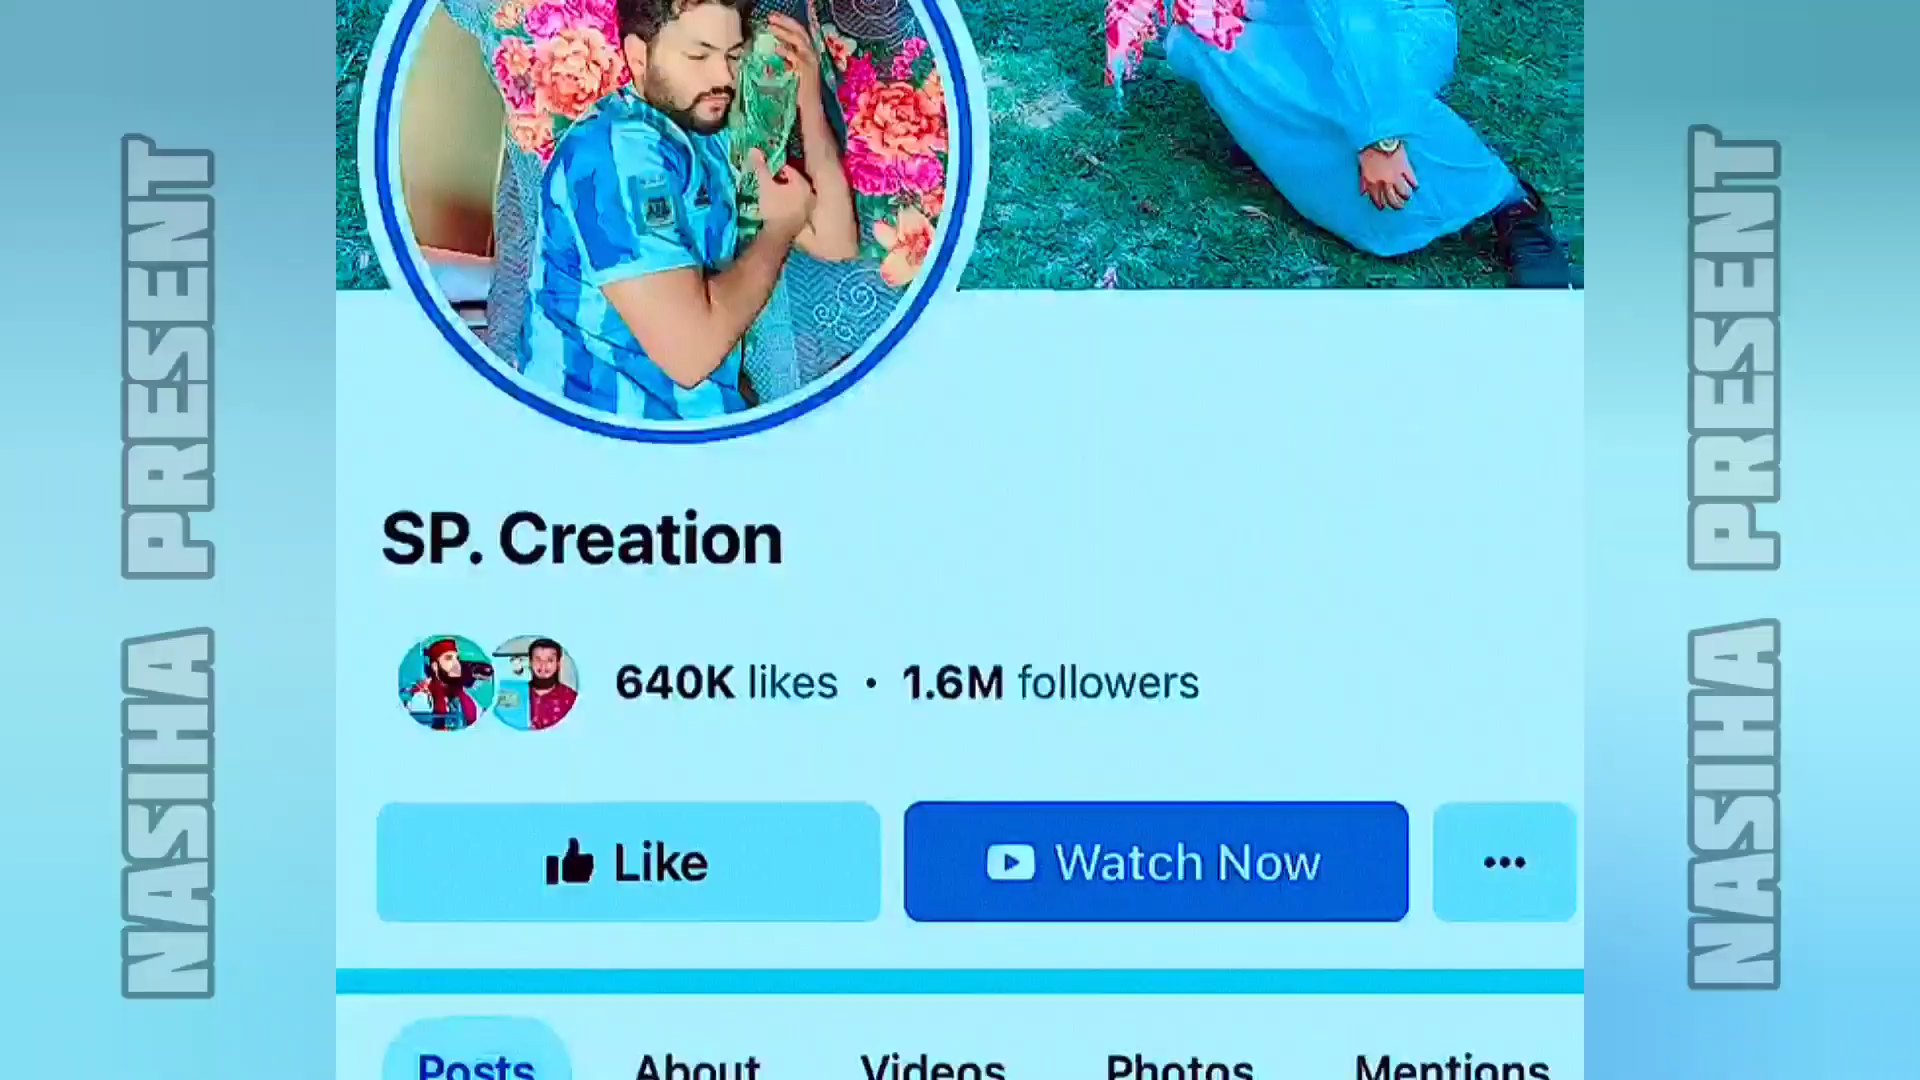 NASIHA PRESENT
SP. Creation
640K likes · 1.6M followers
Like
Watch Now
Posts
About
Videos
Photos
Mentions
NASIHA PRESENT